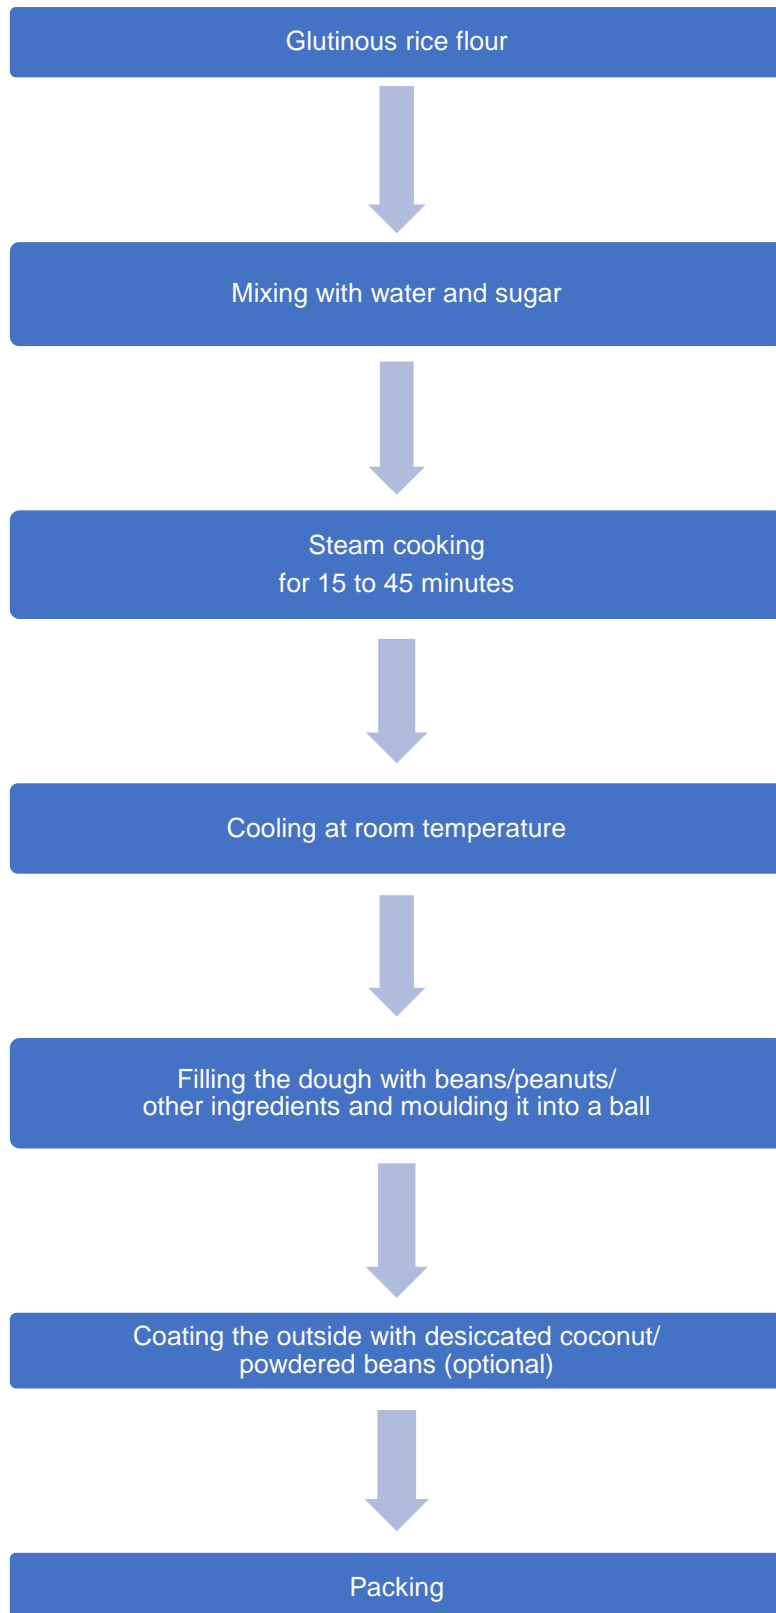 Glutinous rice flour
Mixing with water and sugar
Steam cooking
for 15 to 45 minutes
Cooling at room temperature
Filling the dough with beans/peanuts/
other ingredients and moulding it into a ball
Coating the outside with desiccated coconut/
powdered beans (optional)
Packing